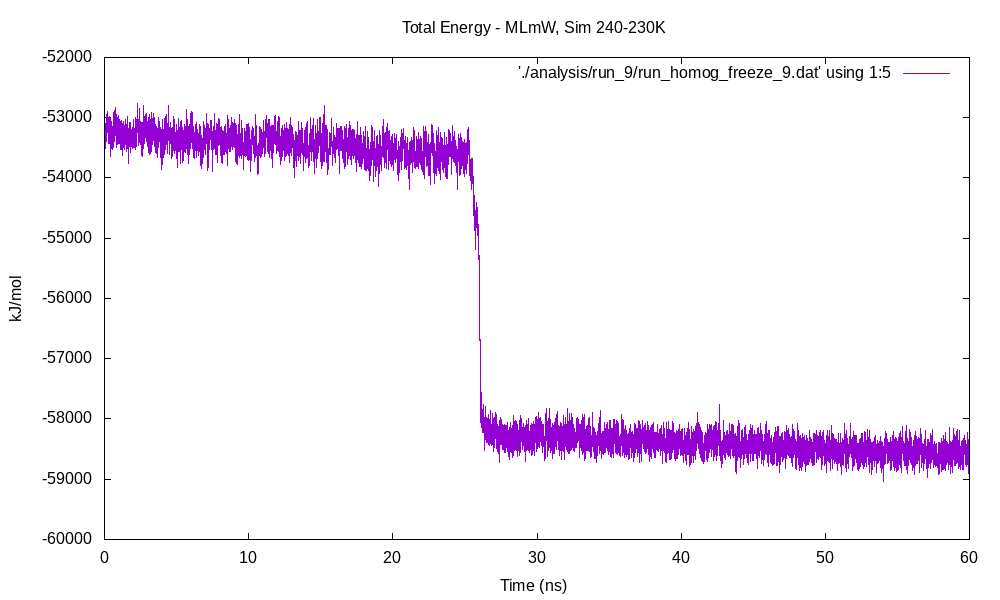 Total Energy - MLmW, Sim 240-230K
'./analysis/run_9/run_homog_freeze_9.dat' using 1:5
-52000
-53000
-54000
-55000
-56000
-57000
-58000
-59000
-60000
kJ/mol
0 10 20 30 40 50 60
Time (ns)